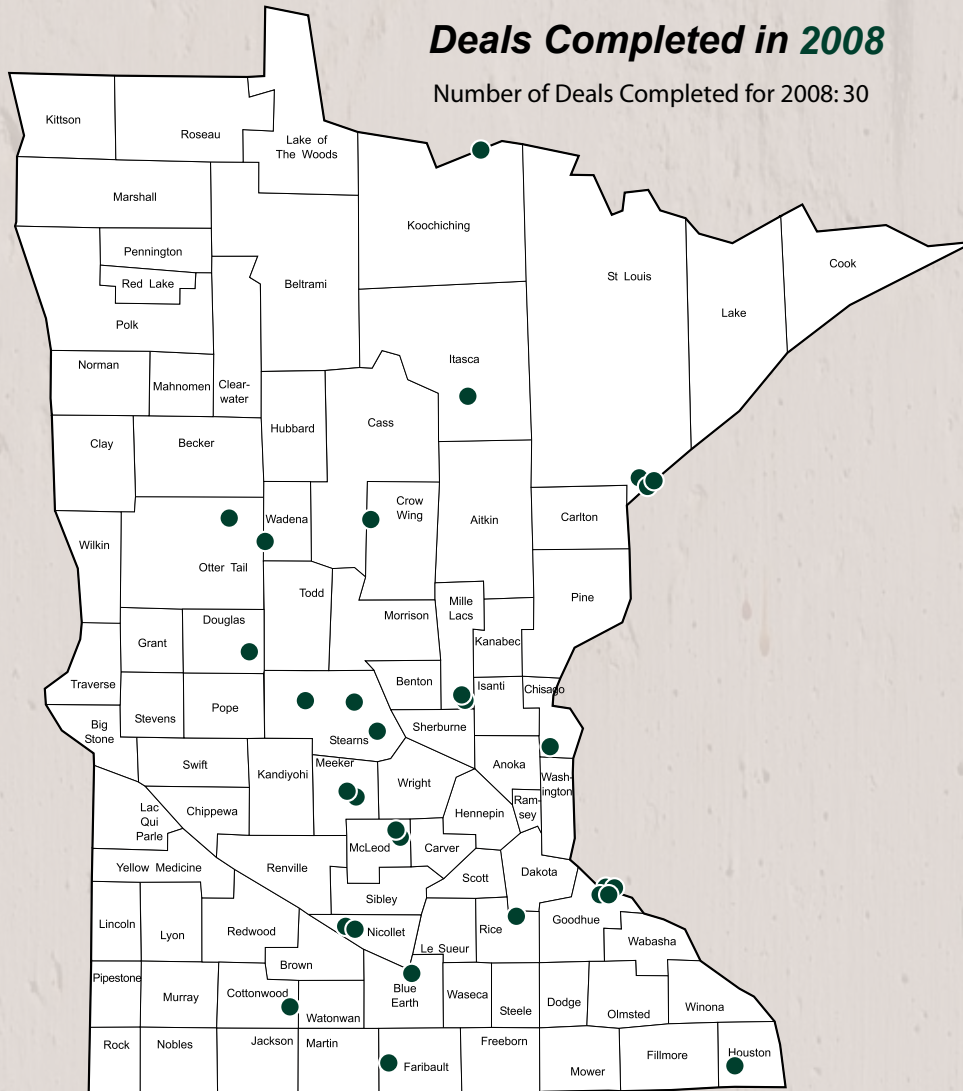 Deals Completed in 2008
Number of Deals Completed for 2008: 30
Kittson
Roseau
Lake of
The Woods
Marshall
Koochiching
Pennington
Red Lake
Beltrami
St Louis
Cook
Lake
Polk
Itasca
Norman
Mahnomen
Clear-
water
Clay
Becker
Hubbard
Cass
Crow
Wing
Wadena
Aitkin
Carlton
Wilkin
Otter Tail
Todd
Mille
Lacs
Pine
Douglas
Morrison
Grant
Kanabec
Traverse
Benton
Isanti
Chisago
Stevens
Pope
Big
Stone
Sherburne
Stearns
Swift
Kandiyohi
Meeker
Anoka
Wright
Wash-
ington
Ram-
sey
Lac
Qui
Parle
Chippewa
Hennepin
McLeod
Carver
Yellow Medicine
Renville
Scott
Dakota
Sibley
Lincoln
Lyon
Redwood
Nicollet
Rice
Goodhue
Le Sueur
Wabasha
Brown
Pipestone
Murray
Cottonwood
Watonwan
Blue
Earth
Waseca
Steele
Dodge
Olmsted
Winona
Rock
Nobles
Jackson
Martin
Faribault
Freeborn
Mower
Fillmore
Houston